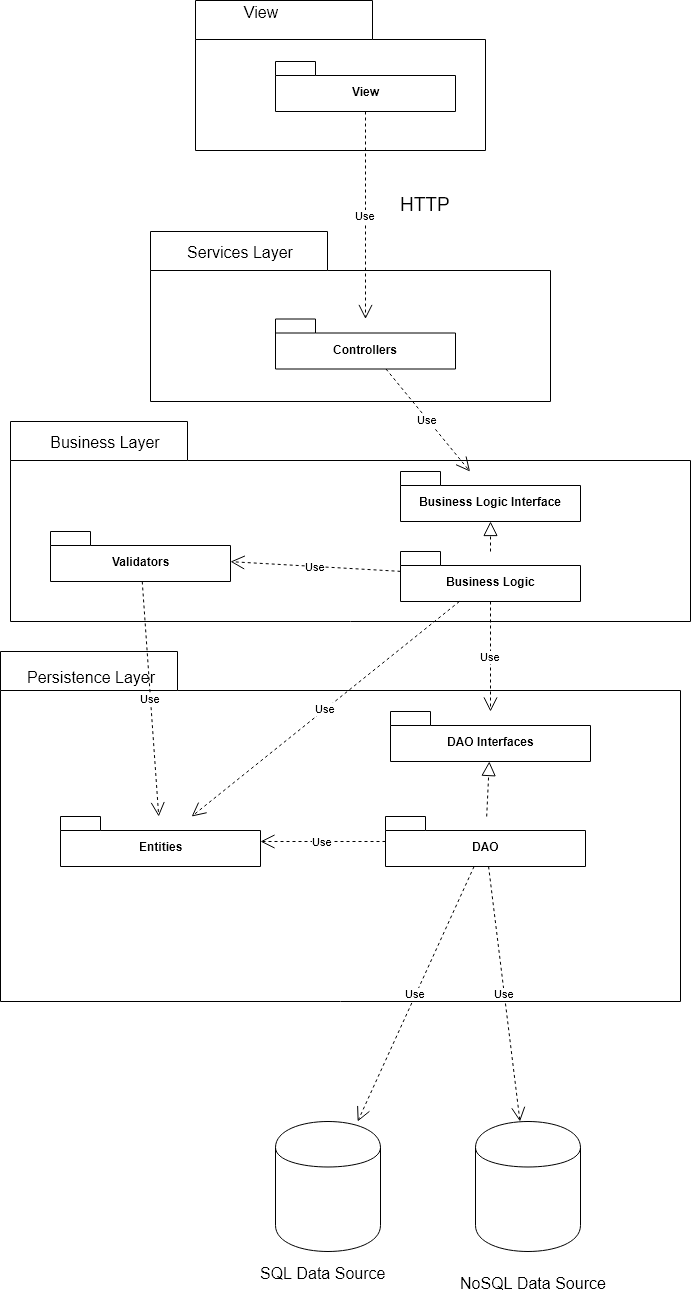 View
View
Use
HTTP
Services Layer
Controllers
Use
Business Layer
Business Logic Interface
Validators
Use
Business Logic
Use
Persistence Layer
Use
Use
DAO Interfaces
Entities
Use
DAO
Use
Use
SQL Data Source
NoSQL Data Source